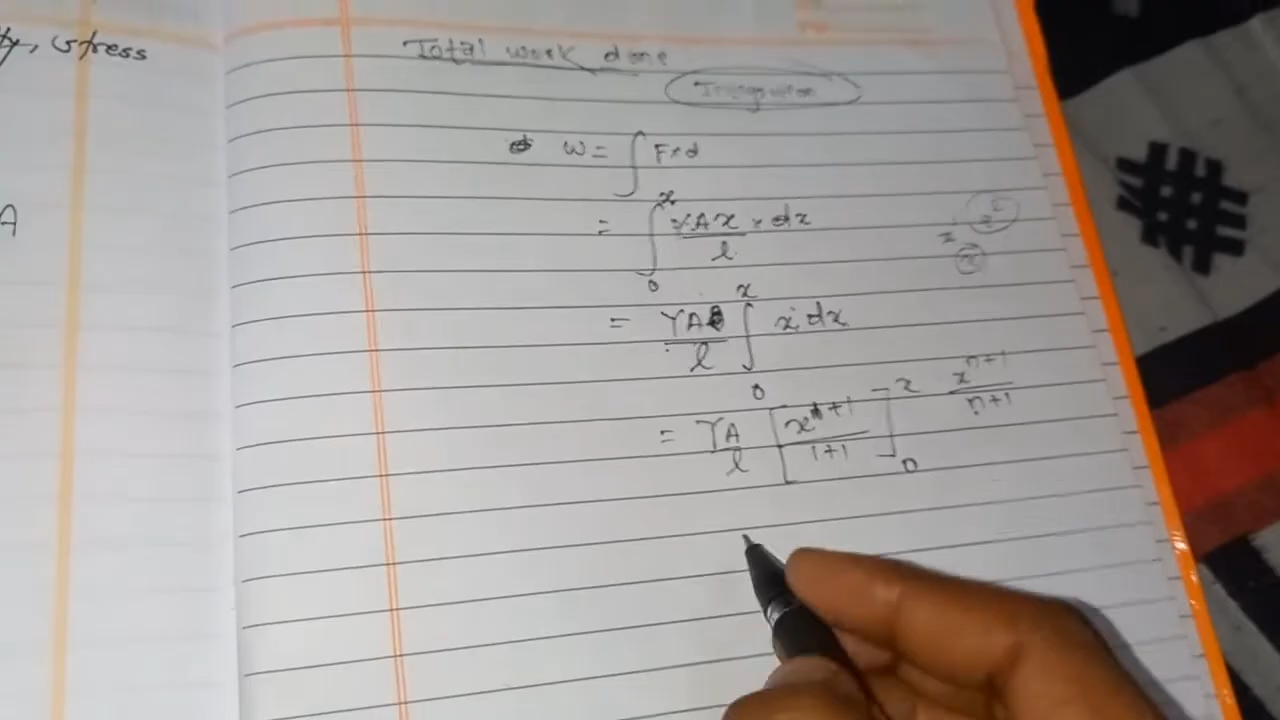 ty, stress
A
Total work done
W = ∫ F×d
= ∫₀ˣ YAx/l × dx
= YA/l ∫₀ˣ x dx
= YA/l [x¹⁺¹/1+1]₀ˣ xⁿ⁺¹/n+1